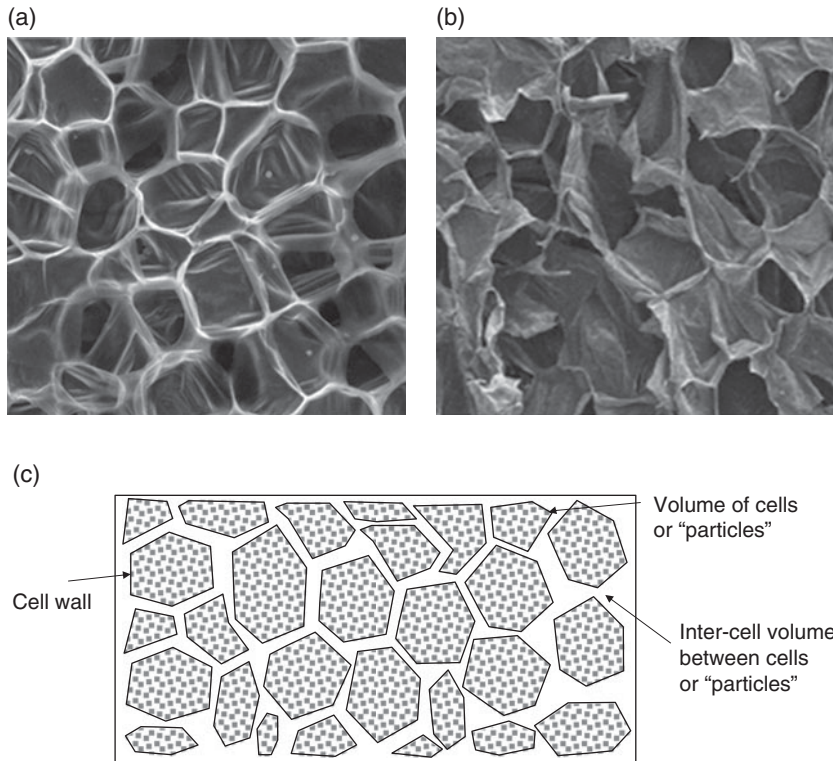 (a)
(b)
(c)
Volume of cells
or “particles”
Cell wall
Inter-cell volume
between cells
or “particles”